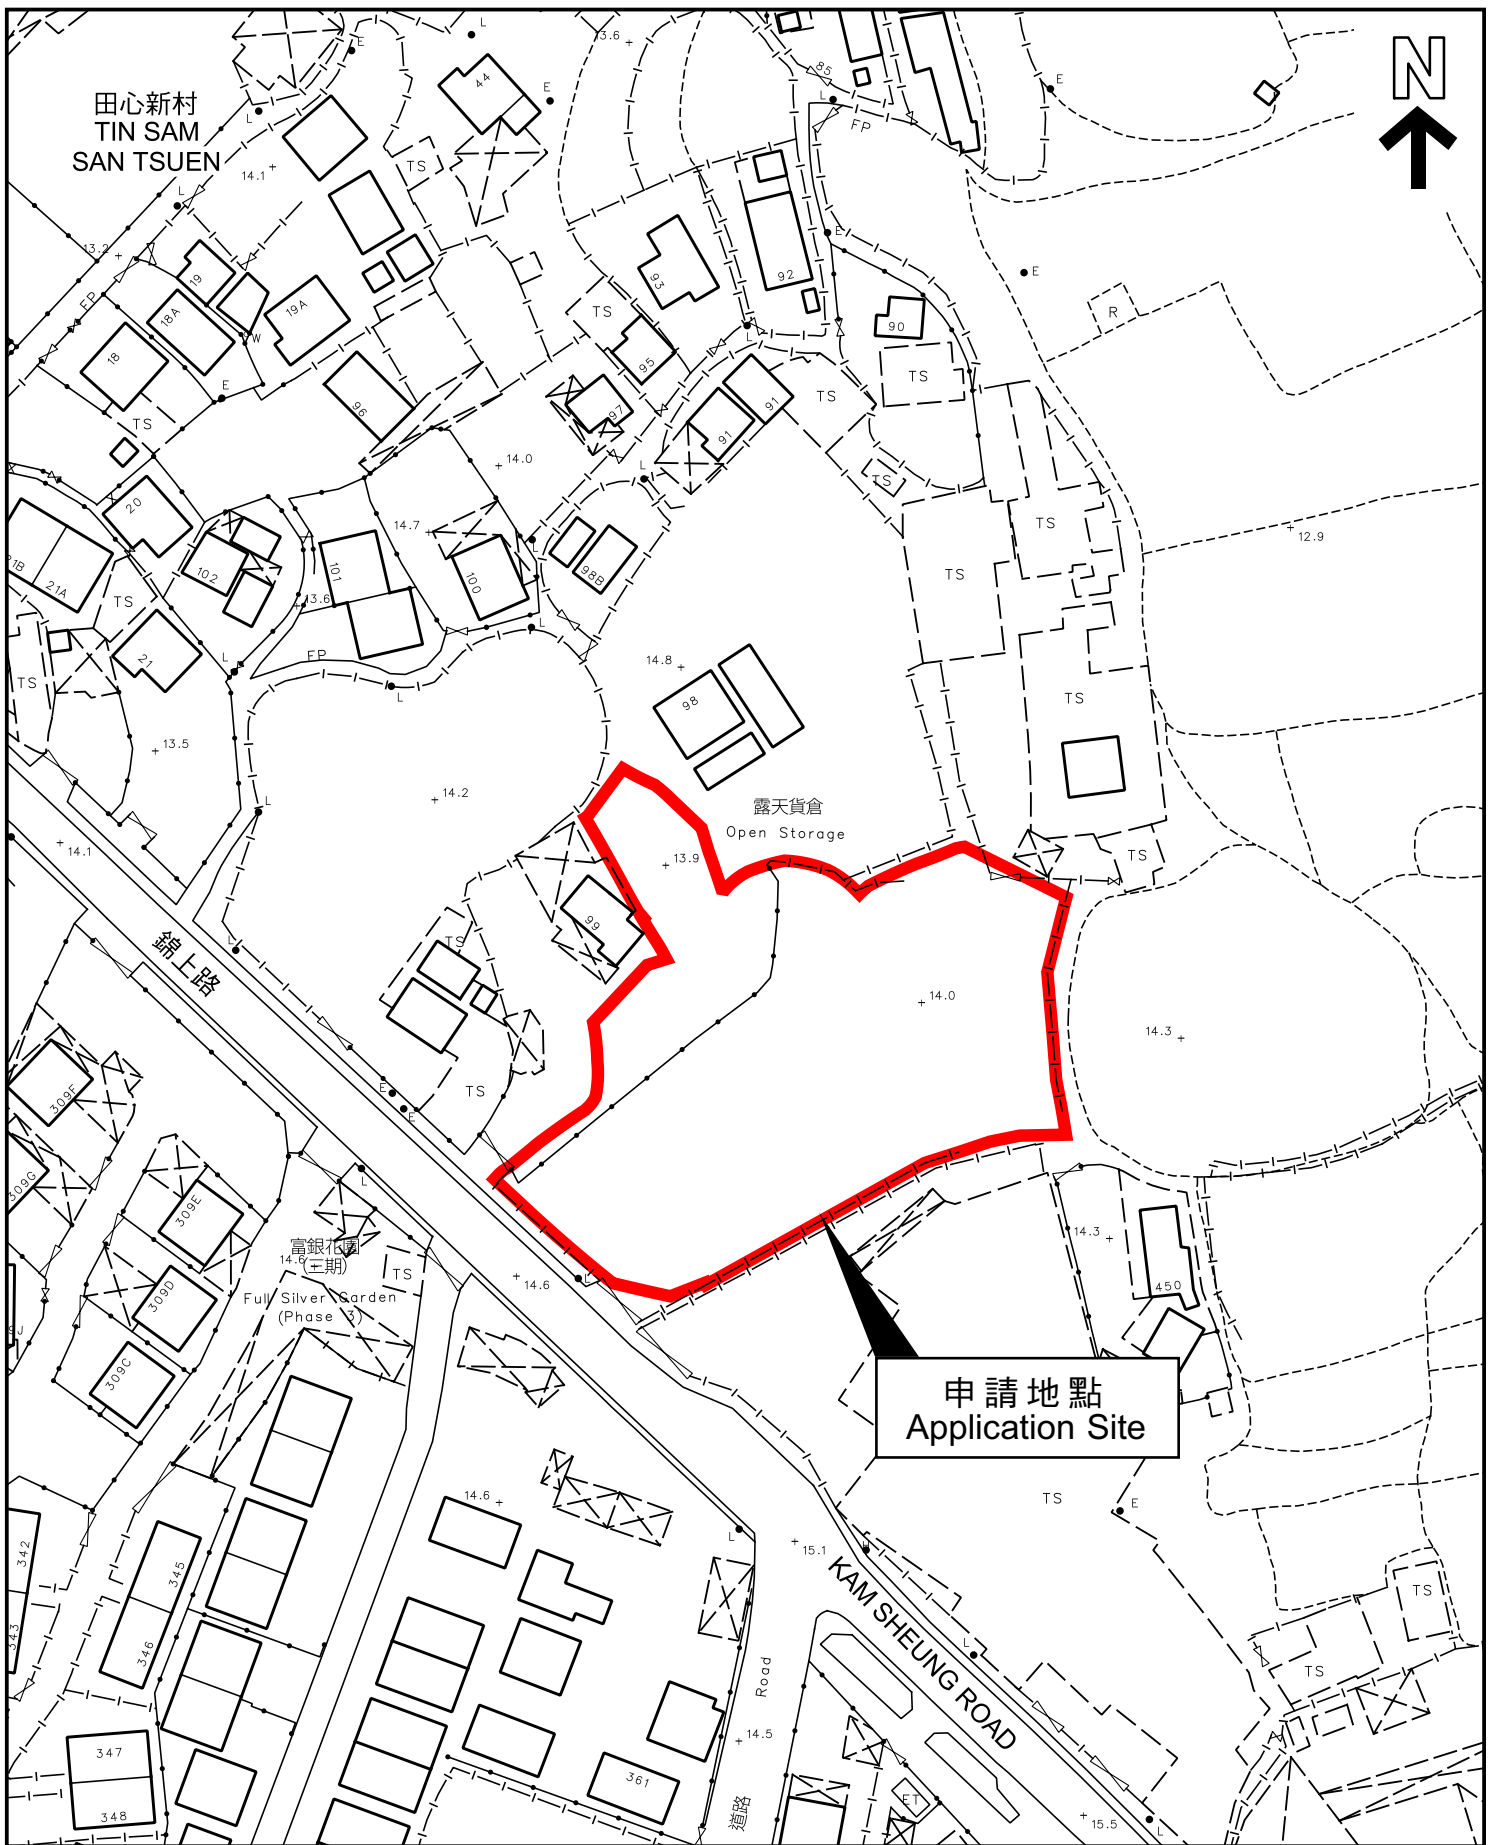 N
田心新村
TIN SAM
SAN TSUEN
E
L
L
E
13.6
85
L
E
FP
44
TS
14.1
L
13.2
FP
19
18A
18
W
19A
E
96
TS
93
TS
92
E
E
90
R
TS
95
97
91
91
TS
TS
L
14.0
14.7
L
20
21B
21A
TS
102
13.6
101
100
98B
TS
TS
12.9
21
TS
L
FP
L
L
14.8
98
TS
13.5
14.2
L
露天貨倉
Open Storage
14.1
13.9
TS
99
TS
L
錦上路
14.0
14.3
E
E
TS
309F
309G
309E
309D
309C
L
富銀花園
(三期)
14.6
Full Silver Garden
(Phase 3)
TS
14.6
L
14.3
450
申請地點
Application Site
TS
E
14.6
L
15.1
KAM SHEUNG ROAD
342
343
345
346
347
348
361
Road
道路
14.5
L
TS
TS
ET
15.5
L